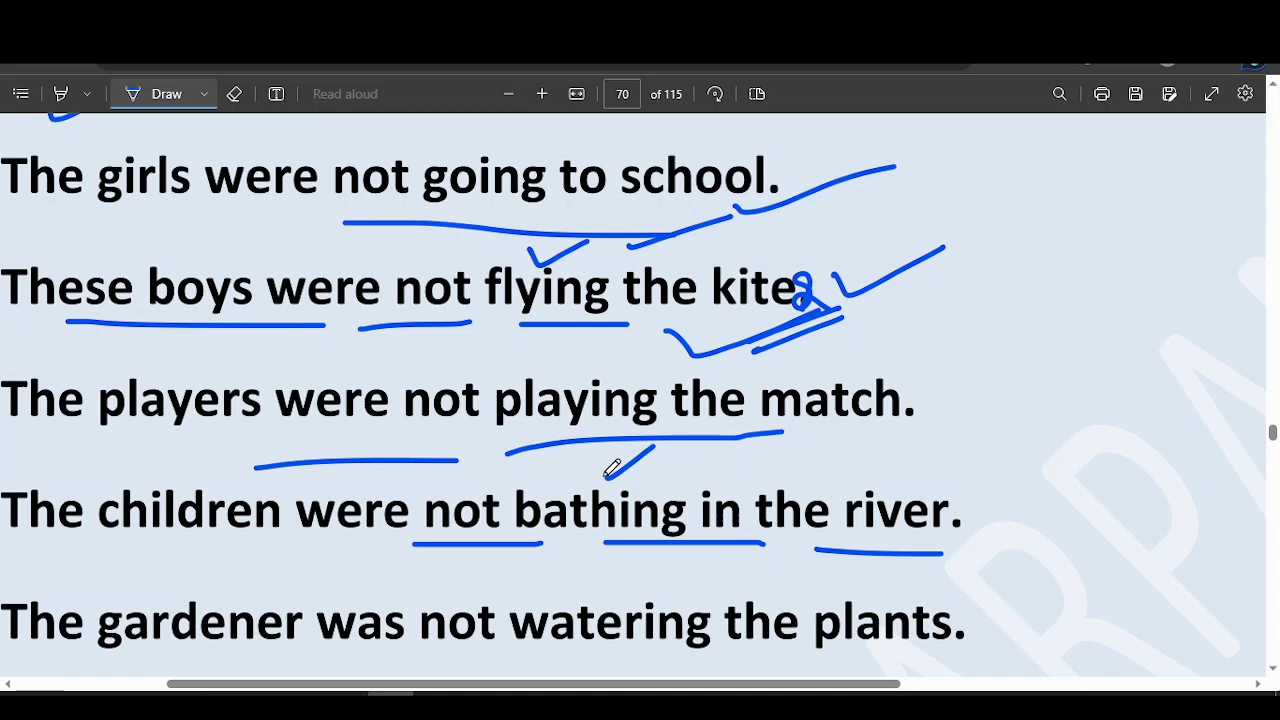 Draw
Read aloud
70 of 115
The girls were not going to school.
These boys were not flying the kites
The players were not playing the match.
The children were not bathing in the river.
The gardener was not watering the plants.